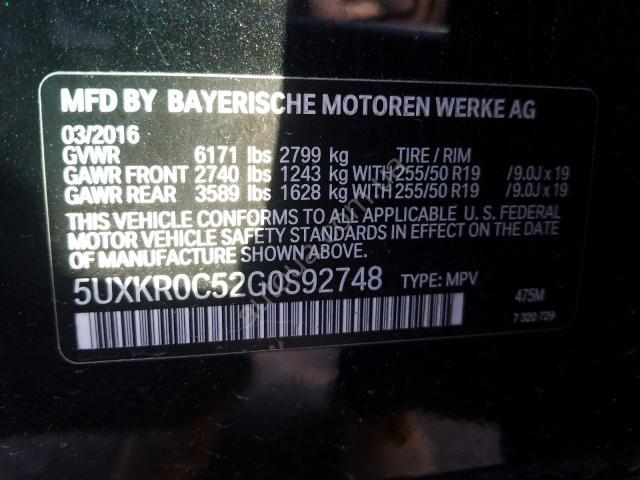 MFD BY BAYERISCHE MOTOREN WERKE AG
03/2016
GVWR 6171 lbs 2799 kg TIRE / RIM
GAWR FRONT 2740 lbs 1243 kg WITH 255/50 R19 /9.0J x 19
GAWR REAR 3589 lbs 1628 kg WITH 255/50 R19 /9.0J x 19
THIS VEHICLE CONFORMS TO ALL APPLICABLE U. S. FEDERAL
MOTOR VEHICLE SAFETY STANDARDS IN EFFECT ON THE DATE
OF MANUFACTURE SHOWN ABOVE.
5UXKR0C52G0S92748 TYPE: MPV 475M
7 320 729